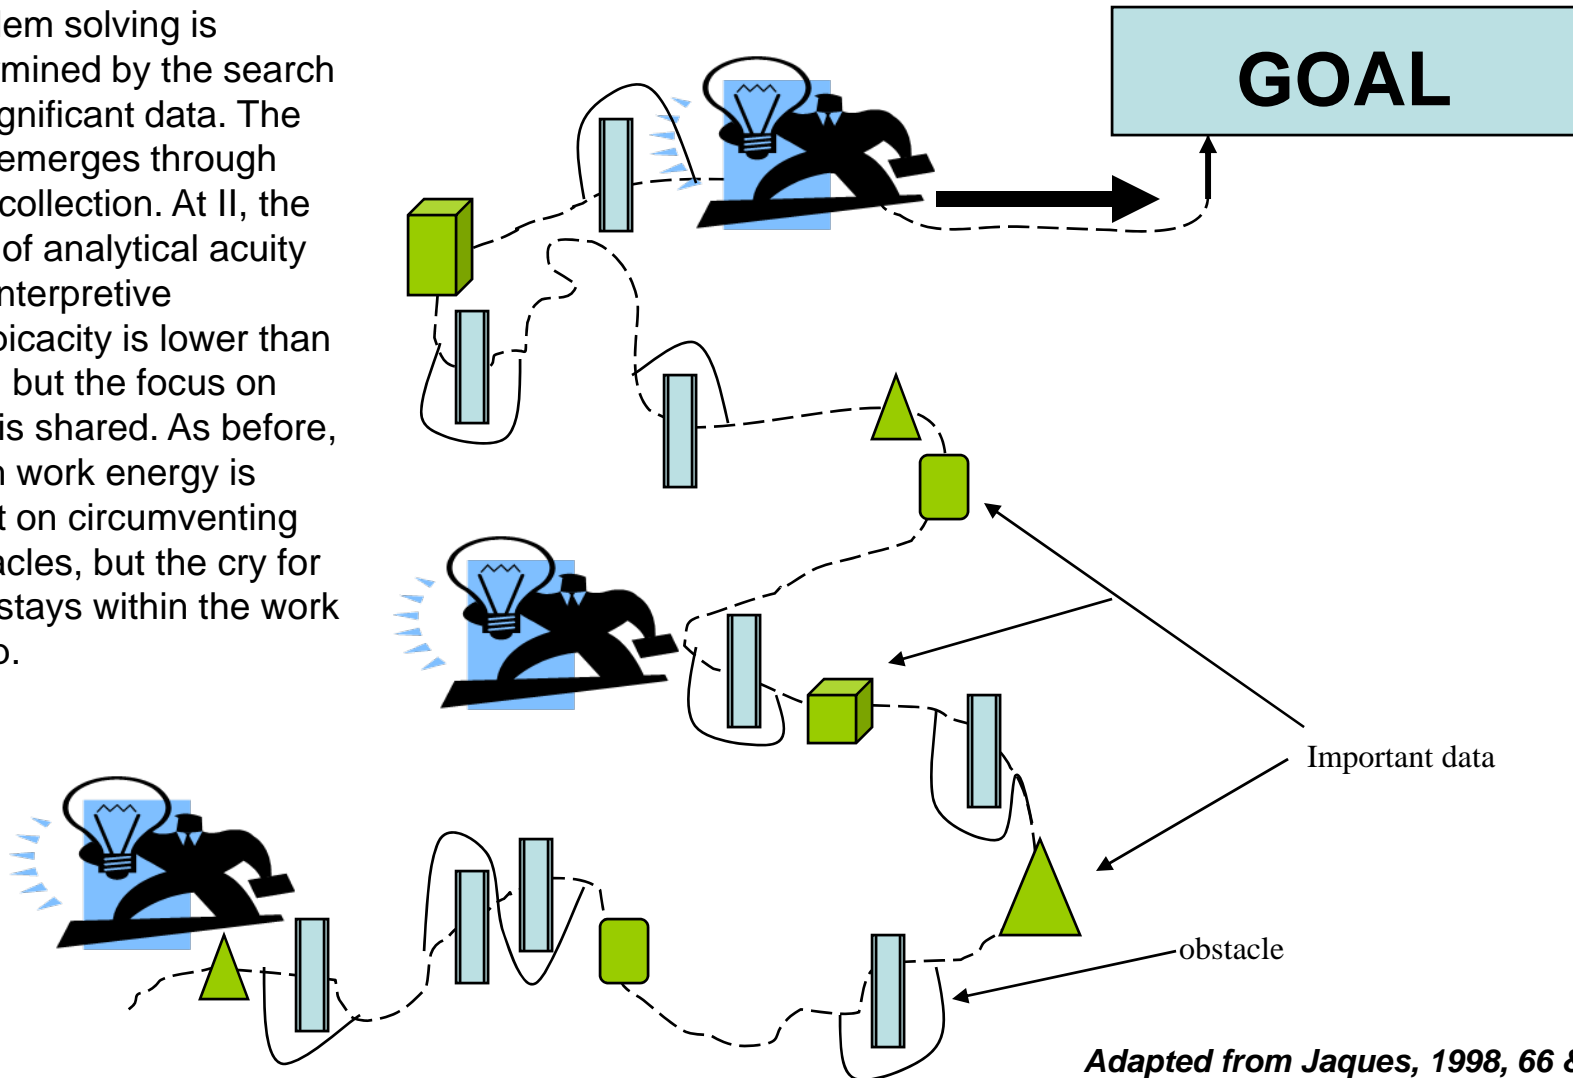 lem solving is
rmined by the search
gnificant data. The
emerges through
collection. At II, the
of analytical acuity
nterpretive
picacity is lower than
but the focus on
is shared. As before,
n work energy is
t on circumventing
acles, but the cry for
stays within the work
o.
GOAL
Important data
obstacle
Adapted from Jaques, 1998, 66 &